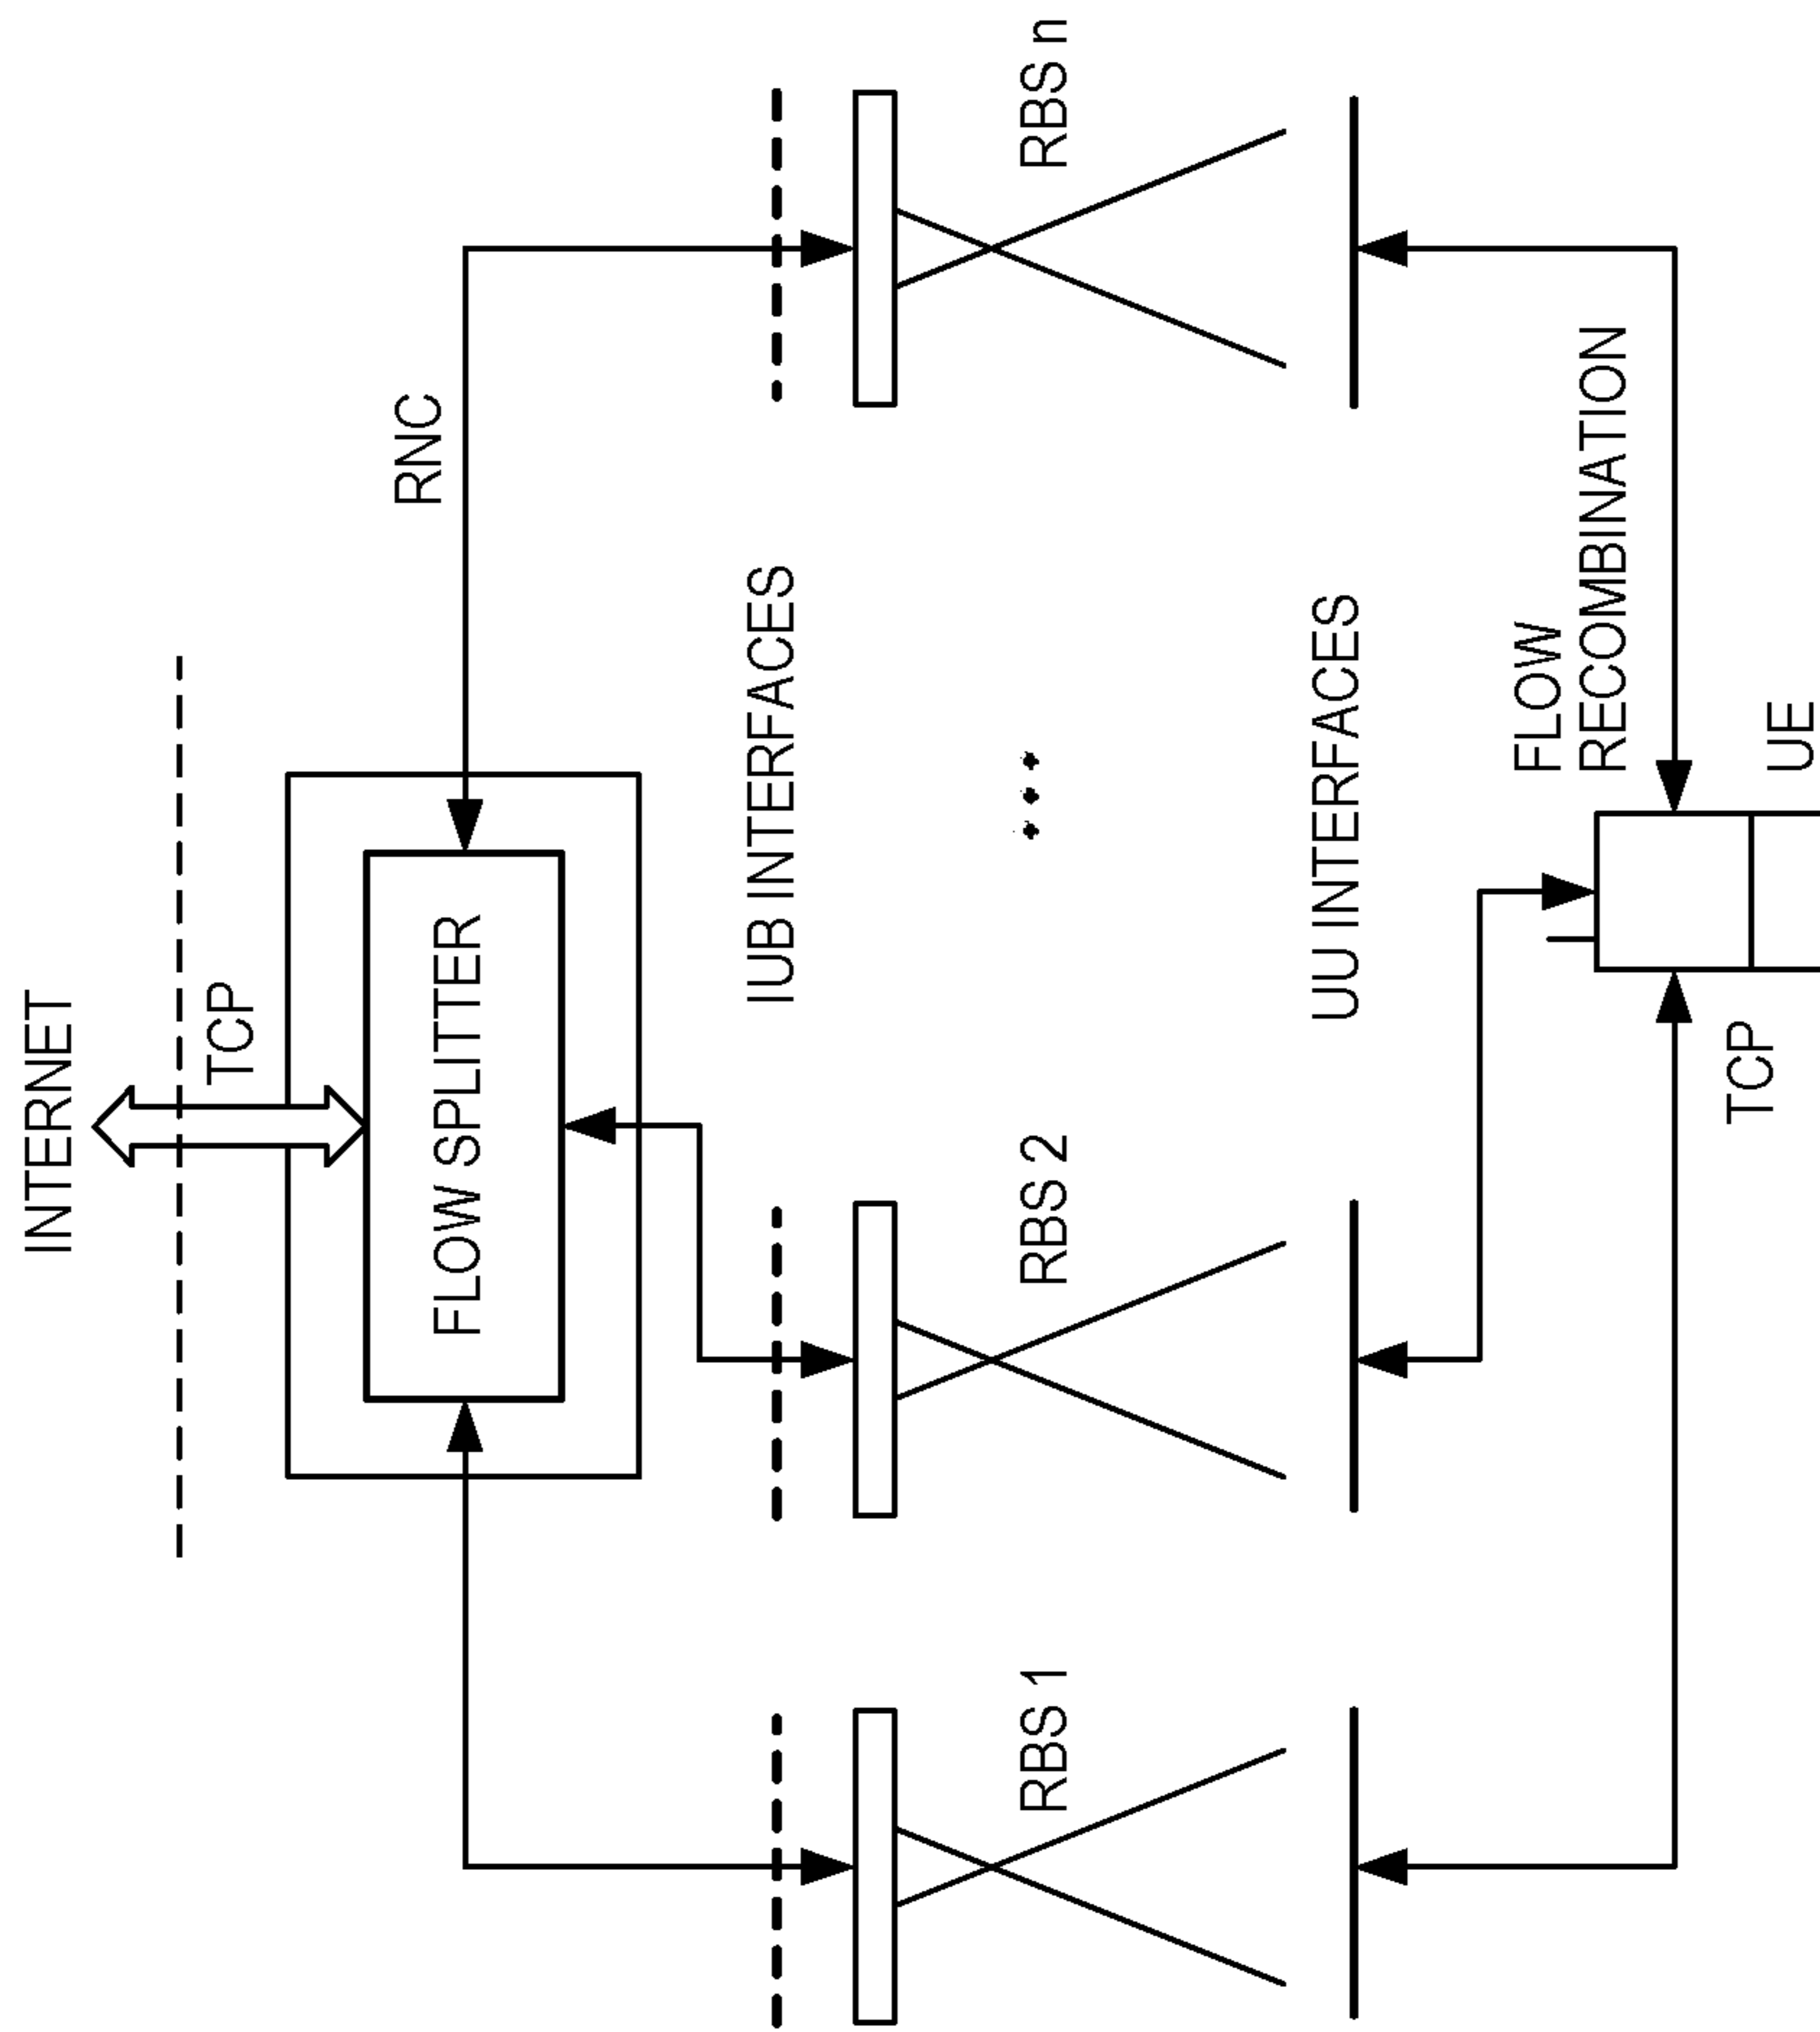 INTERNET
TCP
FLOW SPLITTER
RNC
IUB INTERFACES
RBS 1
RBS 2
RBS n
UU INTERFACES
FLOW
RECOMBINATION
TCP
UE